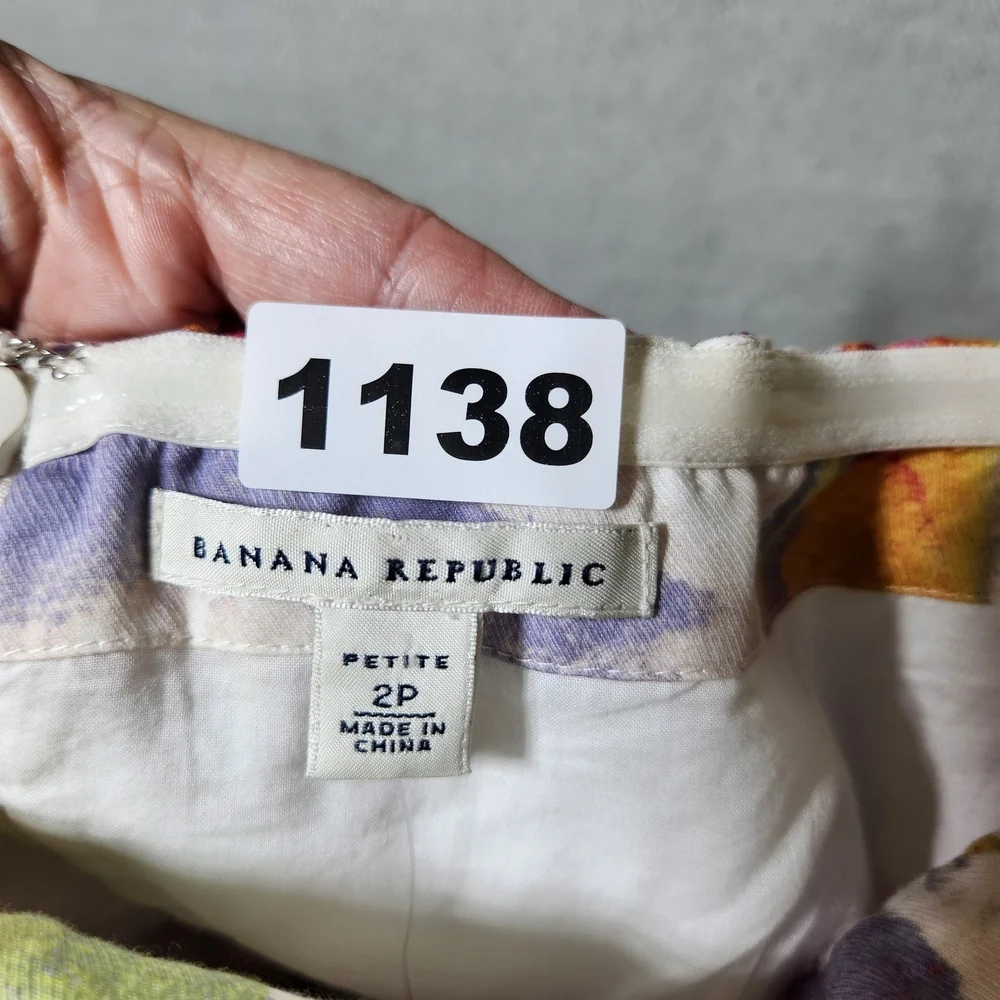 1138
BANANA REPUBLIC
PETITE
2P
MADE IN
CHINA